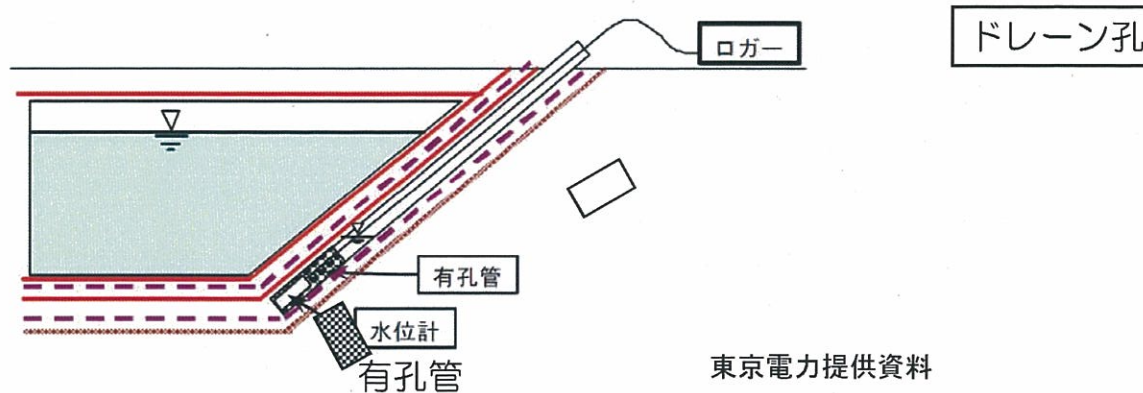 ロガー
ドレーン孔
有孔管
水位計
有孔管
東京電力提供資料